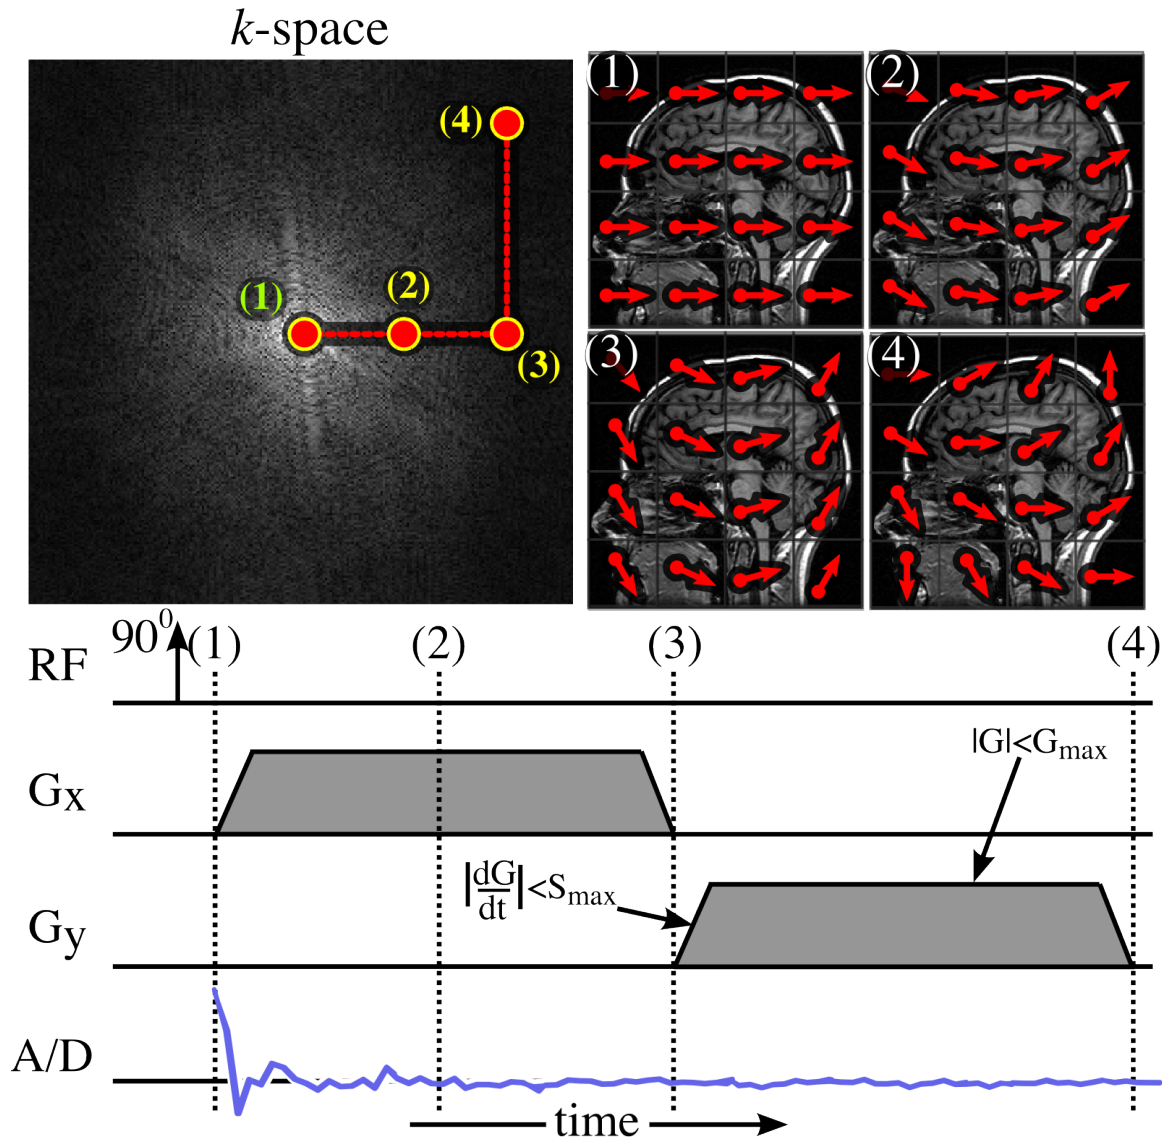 k-space
(1)
(2)
(3)
(4)
(1)
(2)
(3)
(4)
90⁰
(1)
(2)
(3)
(4)
RF
|G|<Gmax
Gx
|dG/dt|<Smax
Gy
A/D
time